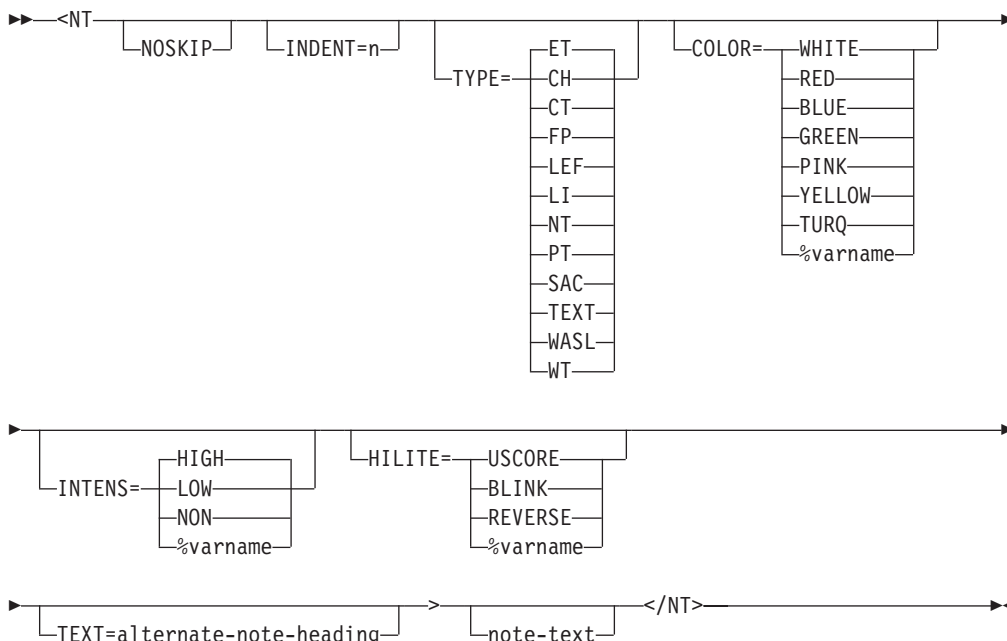 <NT
NOSKIP
INDENT=n
TYPE=
ET
CH
CT
FP
LEF
LI
NT
PT
SAC
TEXT
WASL
WT
COLOR=
WHITE
RED
BLUE
GREEN
PINK
YELLOW
TURQ
%varname
INTENS=
HIGH
LOW
NON
%varname
HILITE=
USCORE
BLINK
REVERSE
%varname
TEXT=alternate-note-heading
>
note-text
</NT>